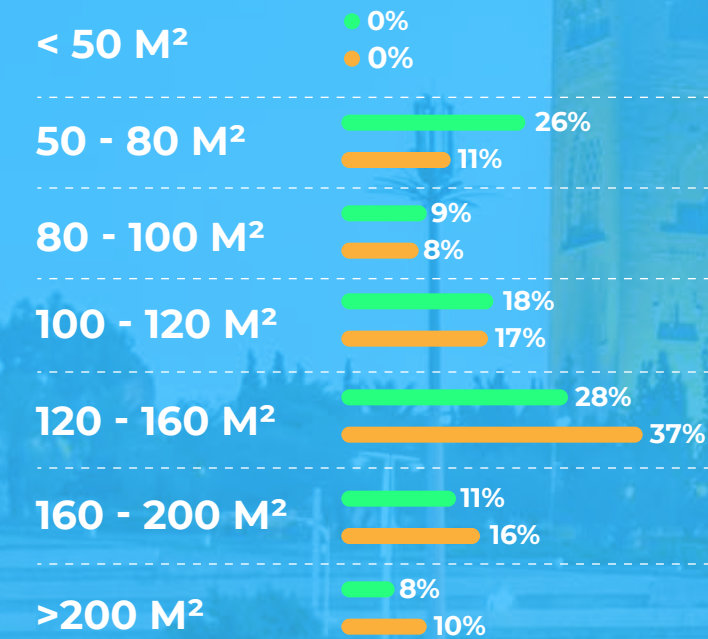 < 50 M²
0%
0%
50 - 80 M²
26%
11%
80 - 100 M²
9%
8%
100 - 120 M²
18%
17%
120 - 160 M²
28%
37%
160 - 200 M²
11%
16%
>200 M²
8%
10%